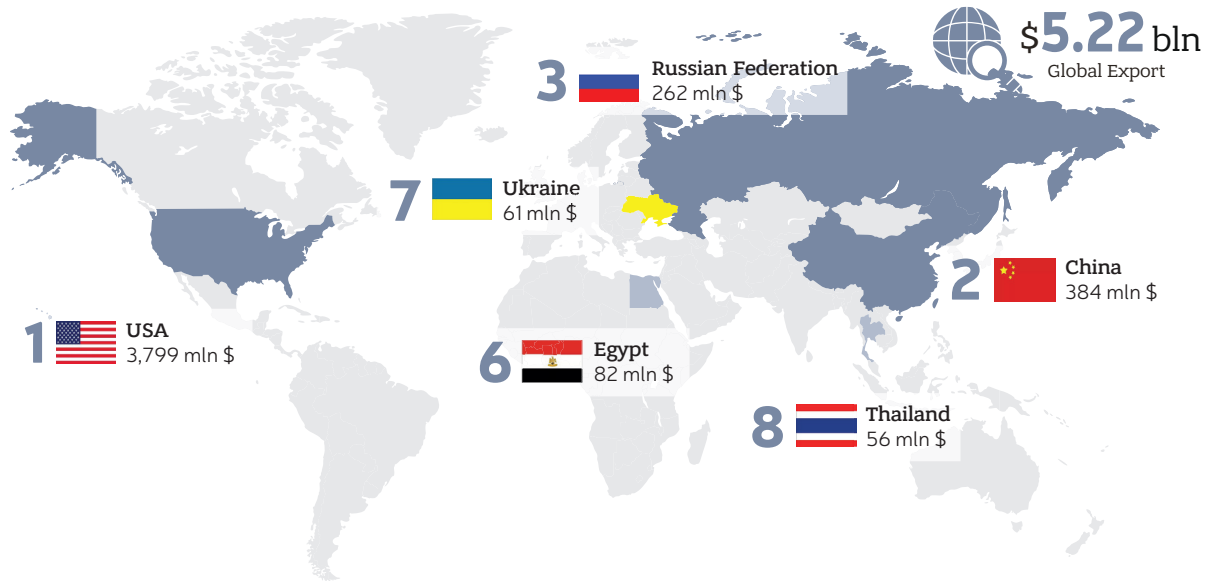 $5.22 bln
Global Export
3
Russian Federation
262 mln $
7
Ukraine
61 mln $
2
China
384 mln $
1
USA
3,799 mln $
6
Egypt
82 mln $
8
Thailand
56 mln $